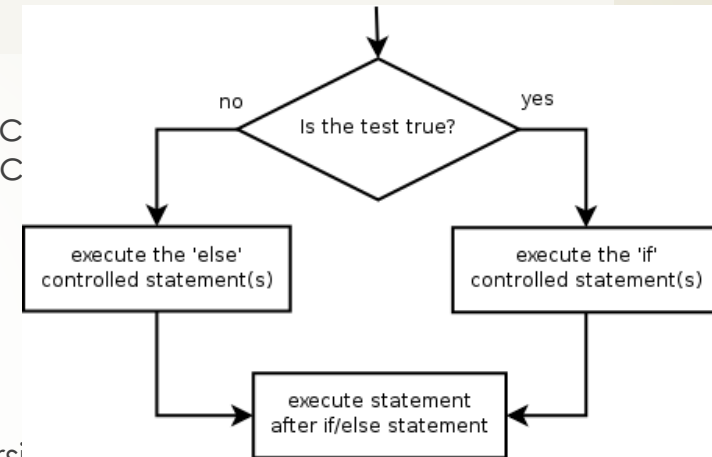 no
yes
Is the test true?
C
C
execute the 'else'
controlled statement(s)
execute the 'if'
controlled statement(s)
execute statement
after if/else statement